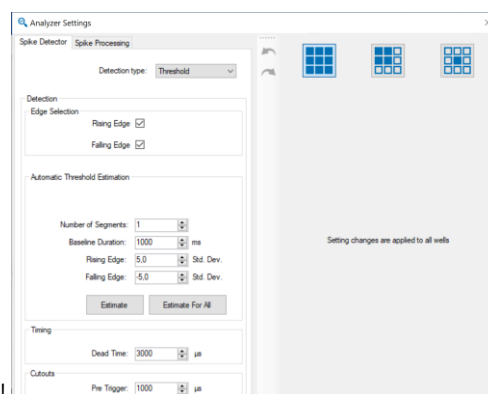 Analyzer Settings
Spike Detector Spike Processing
Detection type: Threshold
Detection
Edge Selection
Rising Edge
Falling Edge
Automatic Threshold Estimation
Number of Segments: 1
Baseline Duration: 1000 ms
Rising Edge: 5,0 Std. Dev.
Falling Edge: -5,0 Std. Dev.
Estimate Estimate For All
Timing
Dead Time: 3000 µs
Cutouts
Pre Trigger: 1000 µs
Setting changes are applied to all wells